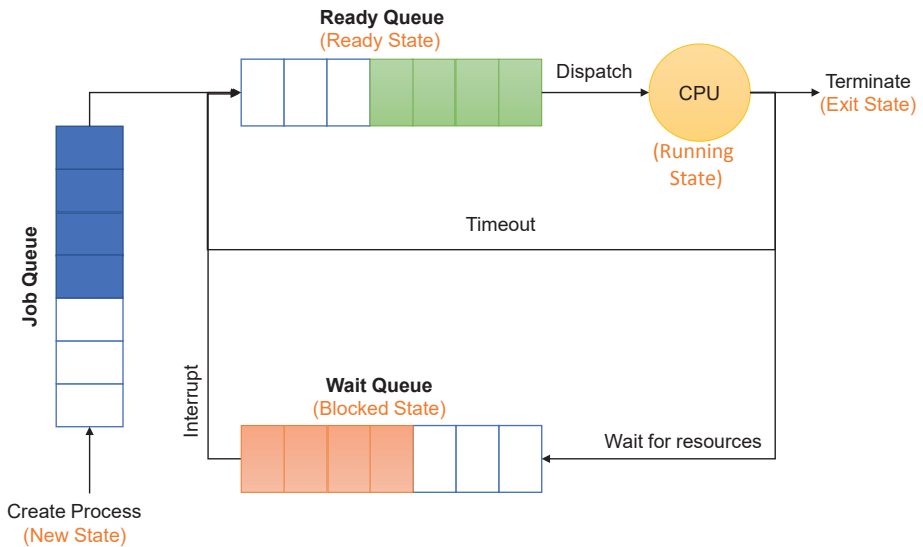 Ready Queue
(Ready State)
Dispatch
CPU
Terminate
(Exit State)
(Running
State)
Timeout
Job Queue
Interrupt
Wait Queue
(Blocked State)
Wait for resources
Create Process
(New State)